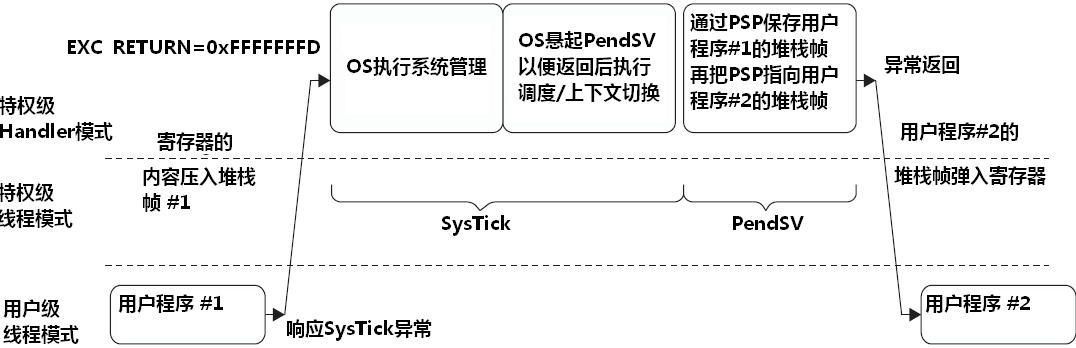 EXC RETURN=0xFFFFFFFD
OS执行系统管理
OS悬起PendSV
以便返回后执行
调度/上下文切换
通过PSP保存用户
程序#1的堆栈帧
再把PSP指向用户
程序#2的堆栈帧
异常返回
特权级
Handler模式
寄存器的
内容压入堆栈
帧 #1
用户程序#2的
堆栈帧弹入寄存器
特权级
线程模式
SysTick
PendSV
用户级
线程模式
用户程序 #1
响应SysTick异常
用户程序 #2